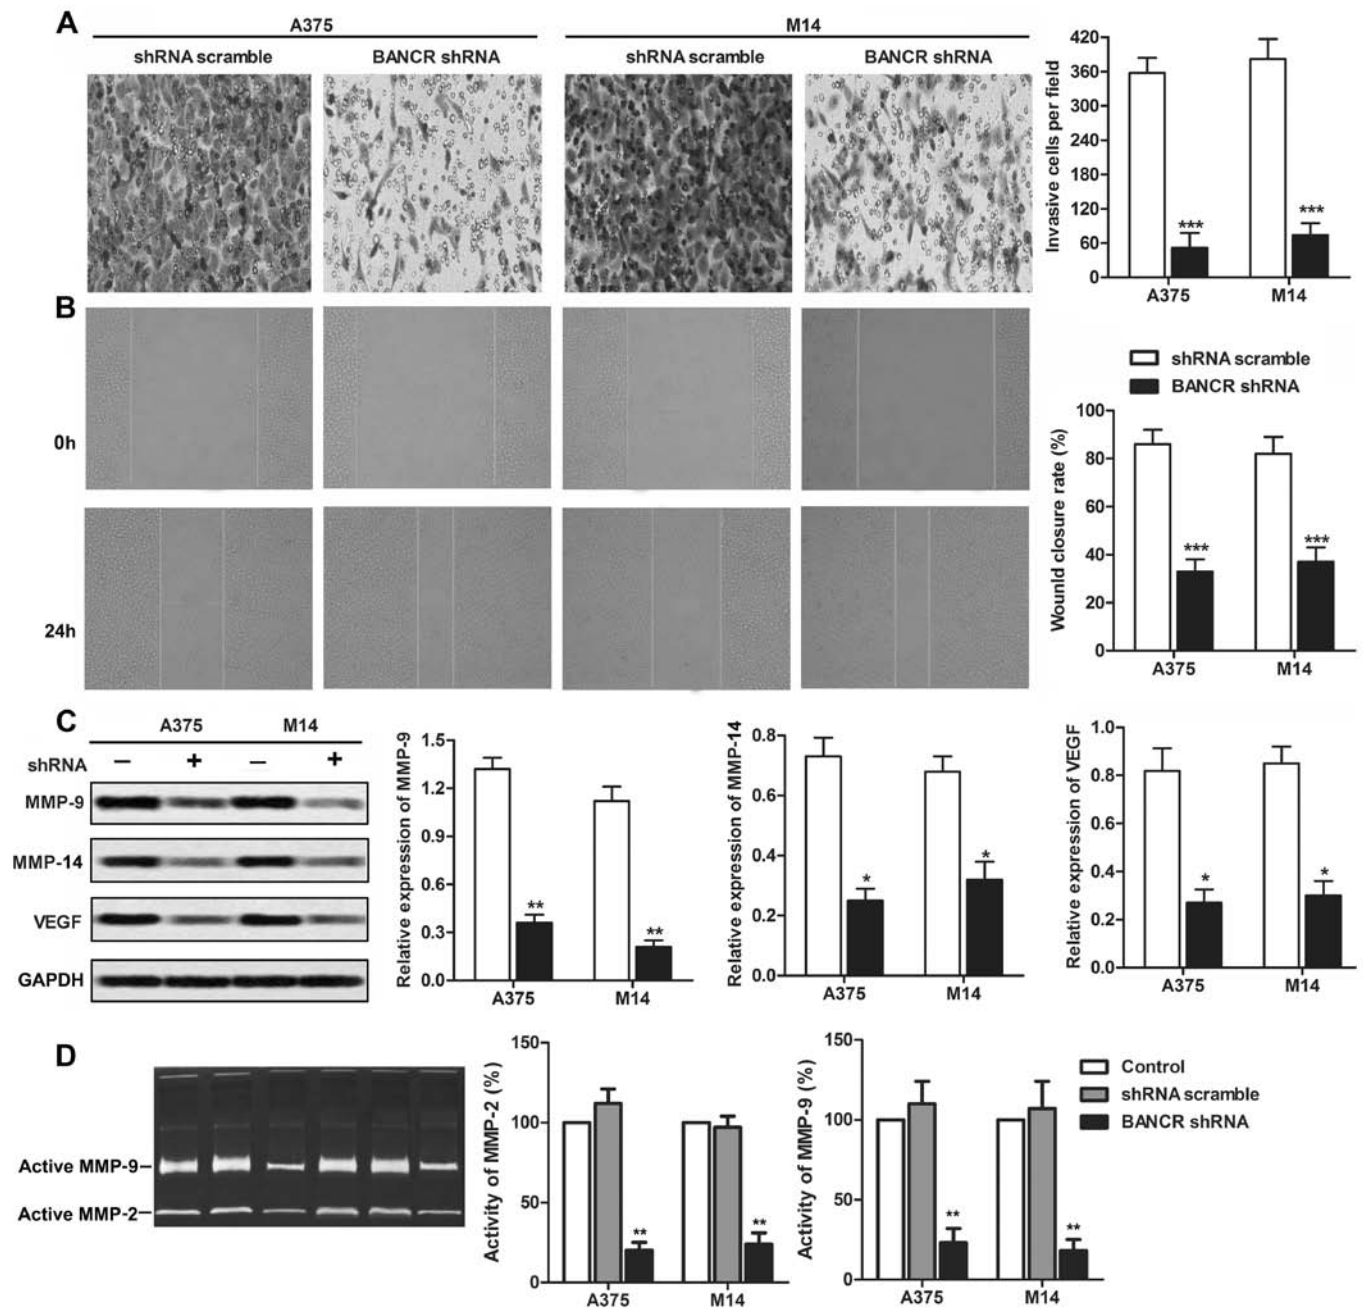 A
A375
M14
shRNA scramble
BANCR shRNA
shRNA scramble
BANCR shRNA
Invasive cells per field
420
360
300
240
180
120
60
0
***
***
A375
M14
B
0h
24h
shRNA scramble
BANCR shRNA
Wounld closure rate (%)
100
80
60
40
20
0
***
***
A375
M14
C
A375
M14
shRNA
–
+
–
+
MMP-9
MMP-14
VEGF
GAPDH
Relative expression of MMP-9
1.5
1.2
0.9
0.6
0.3
0.0
**
**
A375
M14
Relative expression of MMP-14
0.8
0.6
0.4
0.2
0.0
*
*
A375
M14
Relative expression of VEGF
1.0
0.8
0.6
0.4
0.2
0.0
*
*
A375
M14
D
Active MMP-9
Active MMP-2
Activity of MMP-2 (%)
150
100
50
0
**
**
A375
M14
Activity of MMP-9 (%)
150
100
50
0
**
**
A375
M14
Control
shRNA scramble
BANCR shRNA